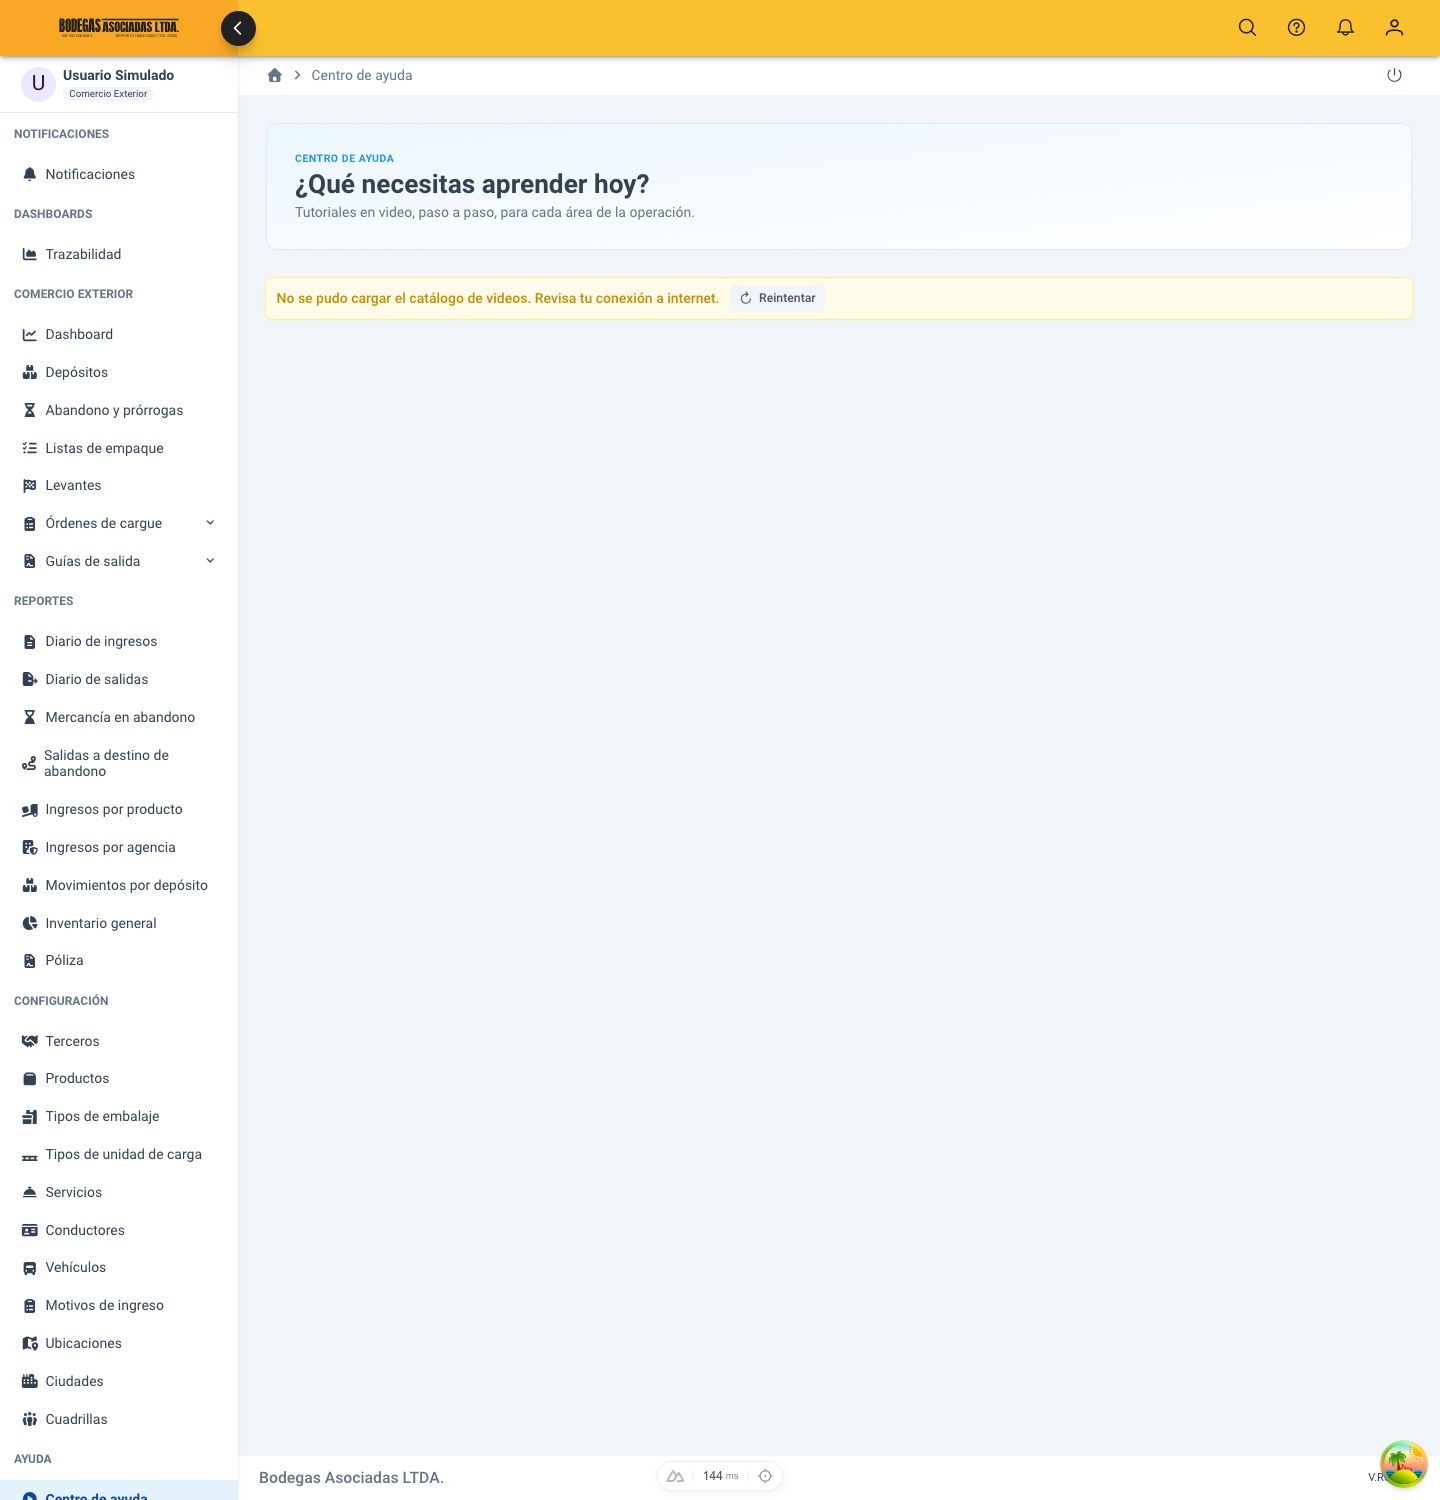 BODEGAS ASOCIADAS LTDA.
U
Usuario Simulado
Comercio Exterior
Centro de ayuda
NOTIFICACIONES
Notificaciones
DASHBOARDS
Trazabilidad
COMERCIO EXTERIOR
Dashboard
Depósitos
Abandono y prórrogas
Listas de empaque
Levantes
Órdenes de cargue
Guías de salida
REPORTES
Diario de ingresos
Diario de salidas
Mercancía en abandono
Salidas a destino de
abandono
Ingresos por producto
Ingresos por agencia
Movimientos por depósito
Inventario general
Póliza
CONFIGURACIÓN
Terceros
Productos
Tipos de embalaje
Tipos de unidad de carga
Servicios
Conductores
Vehículos
Motivos de ingreso
Ubicaciones
Ciudades
Cuadrillas
AYUDA
Centro de ayuda
CENTRO DE AYUDA
¿Qué necesitas aprender hoy?
Tutoriales en video, paso a paso, para cada área de la operación.
No se pudo cargar el catálogo de videos. Revisa tu conexión a internet.
Reintentar
Bodegas Asociadas LTDA.
144 ms